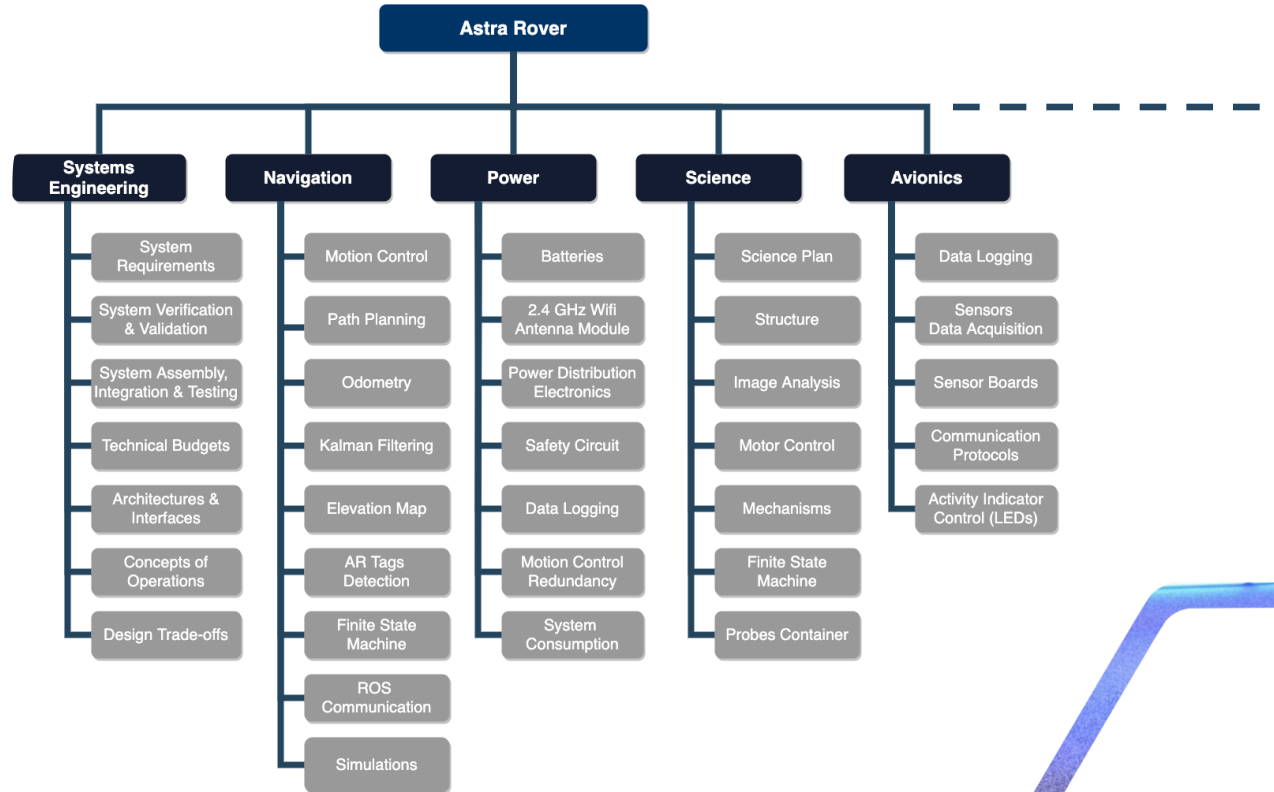 Astra Rover
Systems
Engineering
System
Requirements
System Verification
& Validation
System Assembly,
Integration & Testing
Technical Budgets
Architectures &
Interfaces
Concepts of
Operations
Design Trade-offs
Navigation
Motion Control
Path Planning
Odometry
Kalman Filtering
Elevation Map
AR Tags
Detection
Finite State
Machine
ROS
Communication
Simulations
Power
Batteries
2.4 GHz Wifi
Antenna Module
Power Distribution
Electronics
Safety Circuit
Data Logging
Motion Control
Redundancy
System
Consumption
Science
Science Plan
Structure
Image Analysis
Motor Control
Mechanisms
Finite State
Machine
Probes Container
Avionics
Data Logging
Sensors
Data Acquisition
Sensor Boards
Communication
Protocols
Activity Indicator
Control (LEDs)